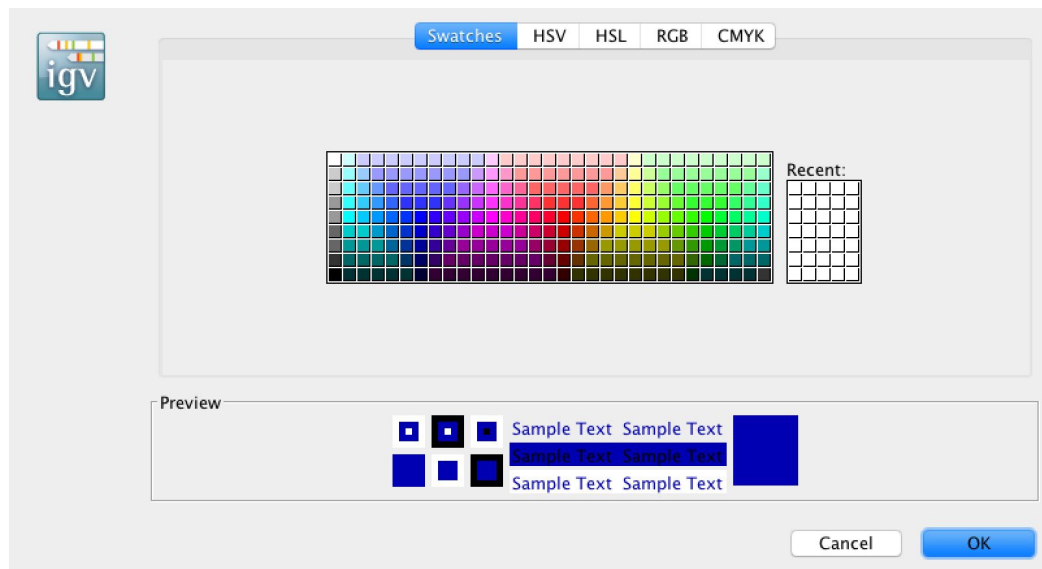 igv
Swatches HSV HSL RGB CMYK
Recent:
Preview
Sample Text Sample Text
Sample Text Sample Text
Sample Text Sample Text
Cancel OK